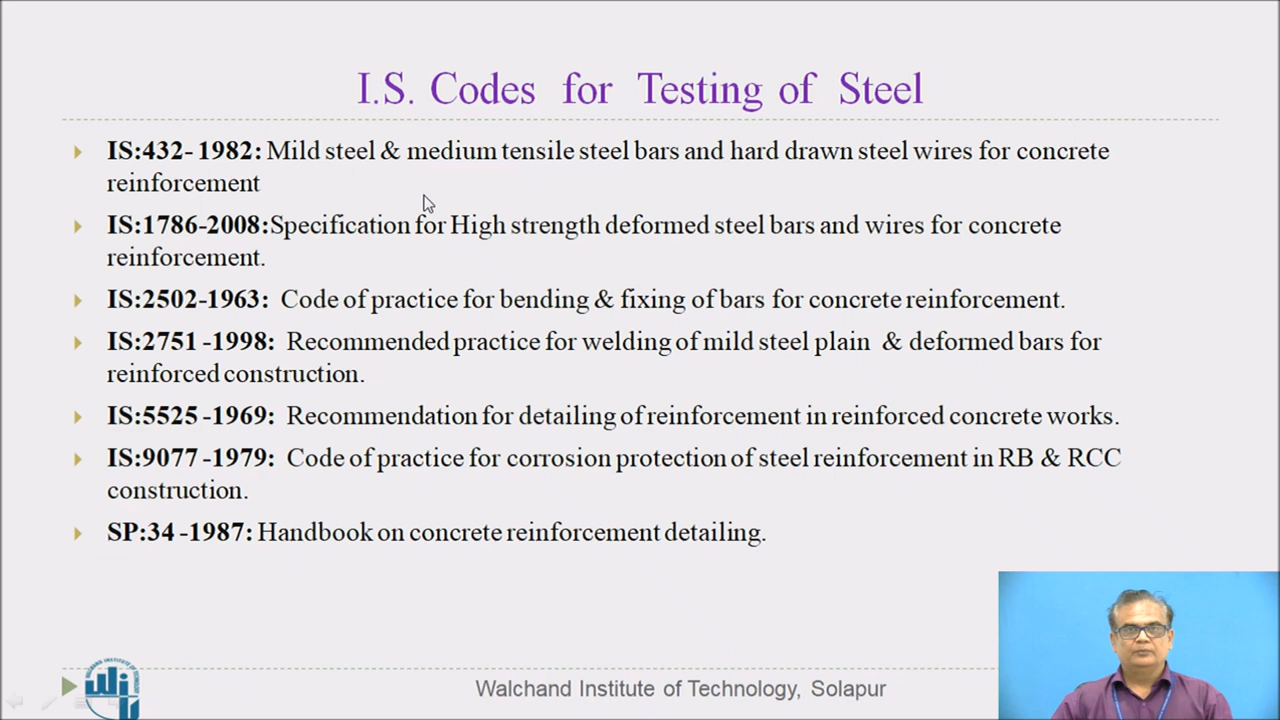 I.S. Codes for Testing of Steel
IS:432- 1982: Mild steel & medium tensile steel bars and hard drawn steel wires for concrete
reinforcement
IS:1786-2008:Specification for High strength deformed steel bars and wires for concrete
reinforcement.
IS:2502-1963: Code of practice for bending & fixing of bars for concrete reinforcement.
IS:2751 -1998: Recommended practice for welding of mild steel plain & deformed bars for
reinforced construction.
IS:5525 -1969: Recommendation for detailing of reinforcement in reinforced concrete works.
IS:9077 -1979: Code of practice for corrosion protection of steel reinforcement in RB & RCC
construction.
SP:34 -1987: Handbook on concrete reinforcement detailing.
Walchand Institute of Technology, Solapur